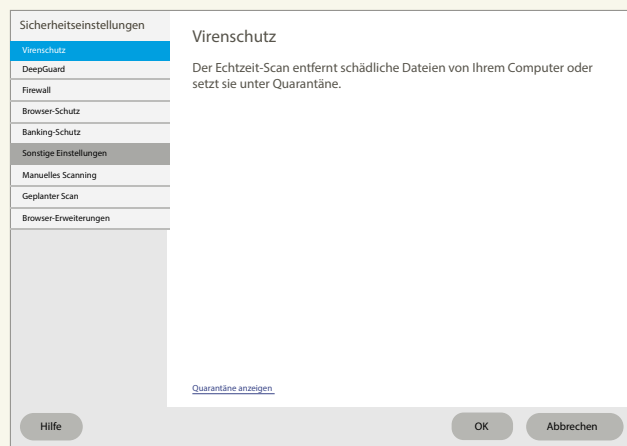 Sicherheitseinstellungen
Virenschutz
DeepGuard
Firewall
Browser-Schutz
Banking-Schutz
Sonstige Einstellungen
Manuelles Scanning
Geplanter Scan
Browser-Erweiterungen
Virenschutz
Der Echtzeit-Scan entfernt schädliche Dateien von Ihrem Computer oder
setzt sie unter Quarantäne.
Quarantäne anzeigen
Hilfe
OK
Abbrechen